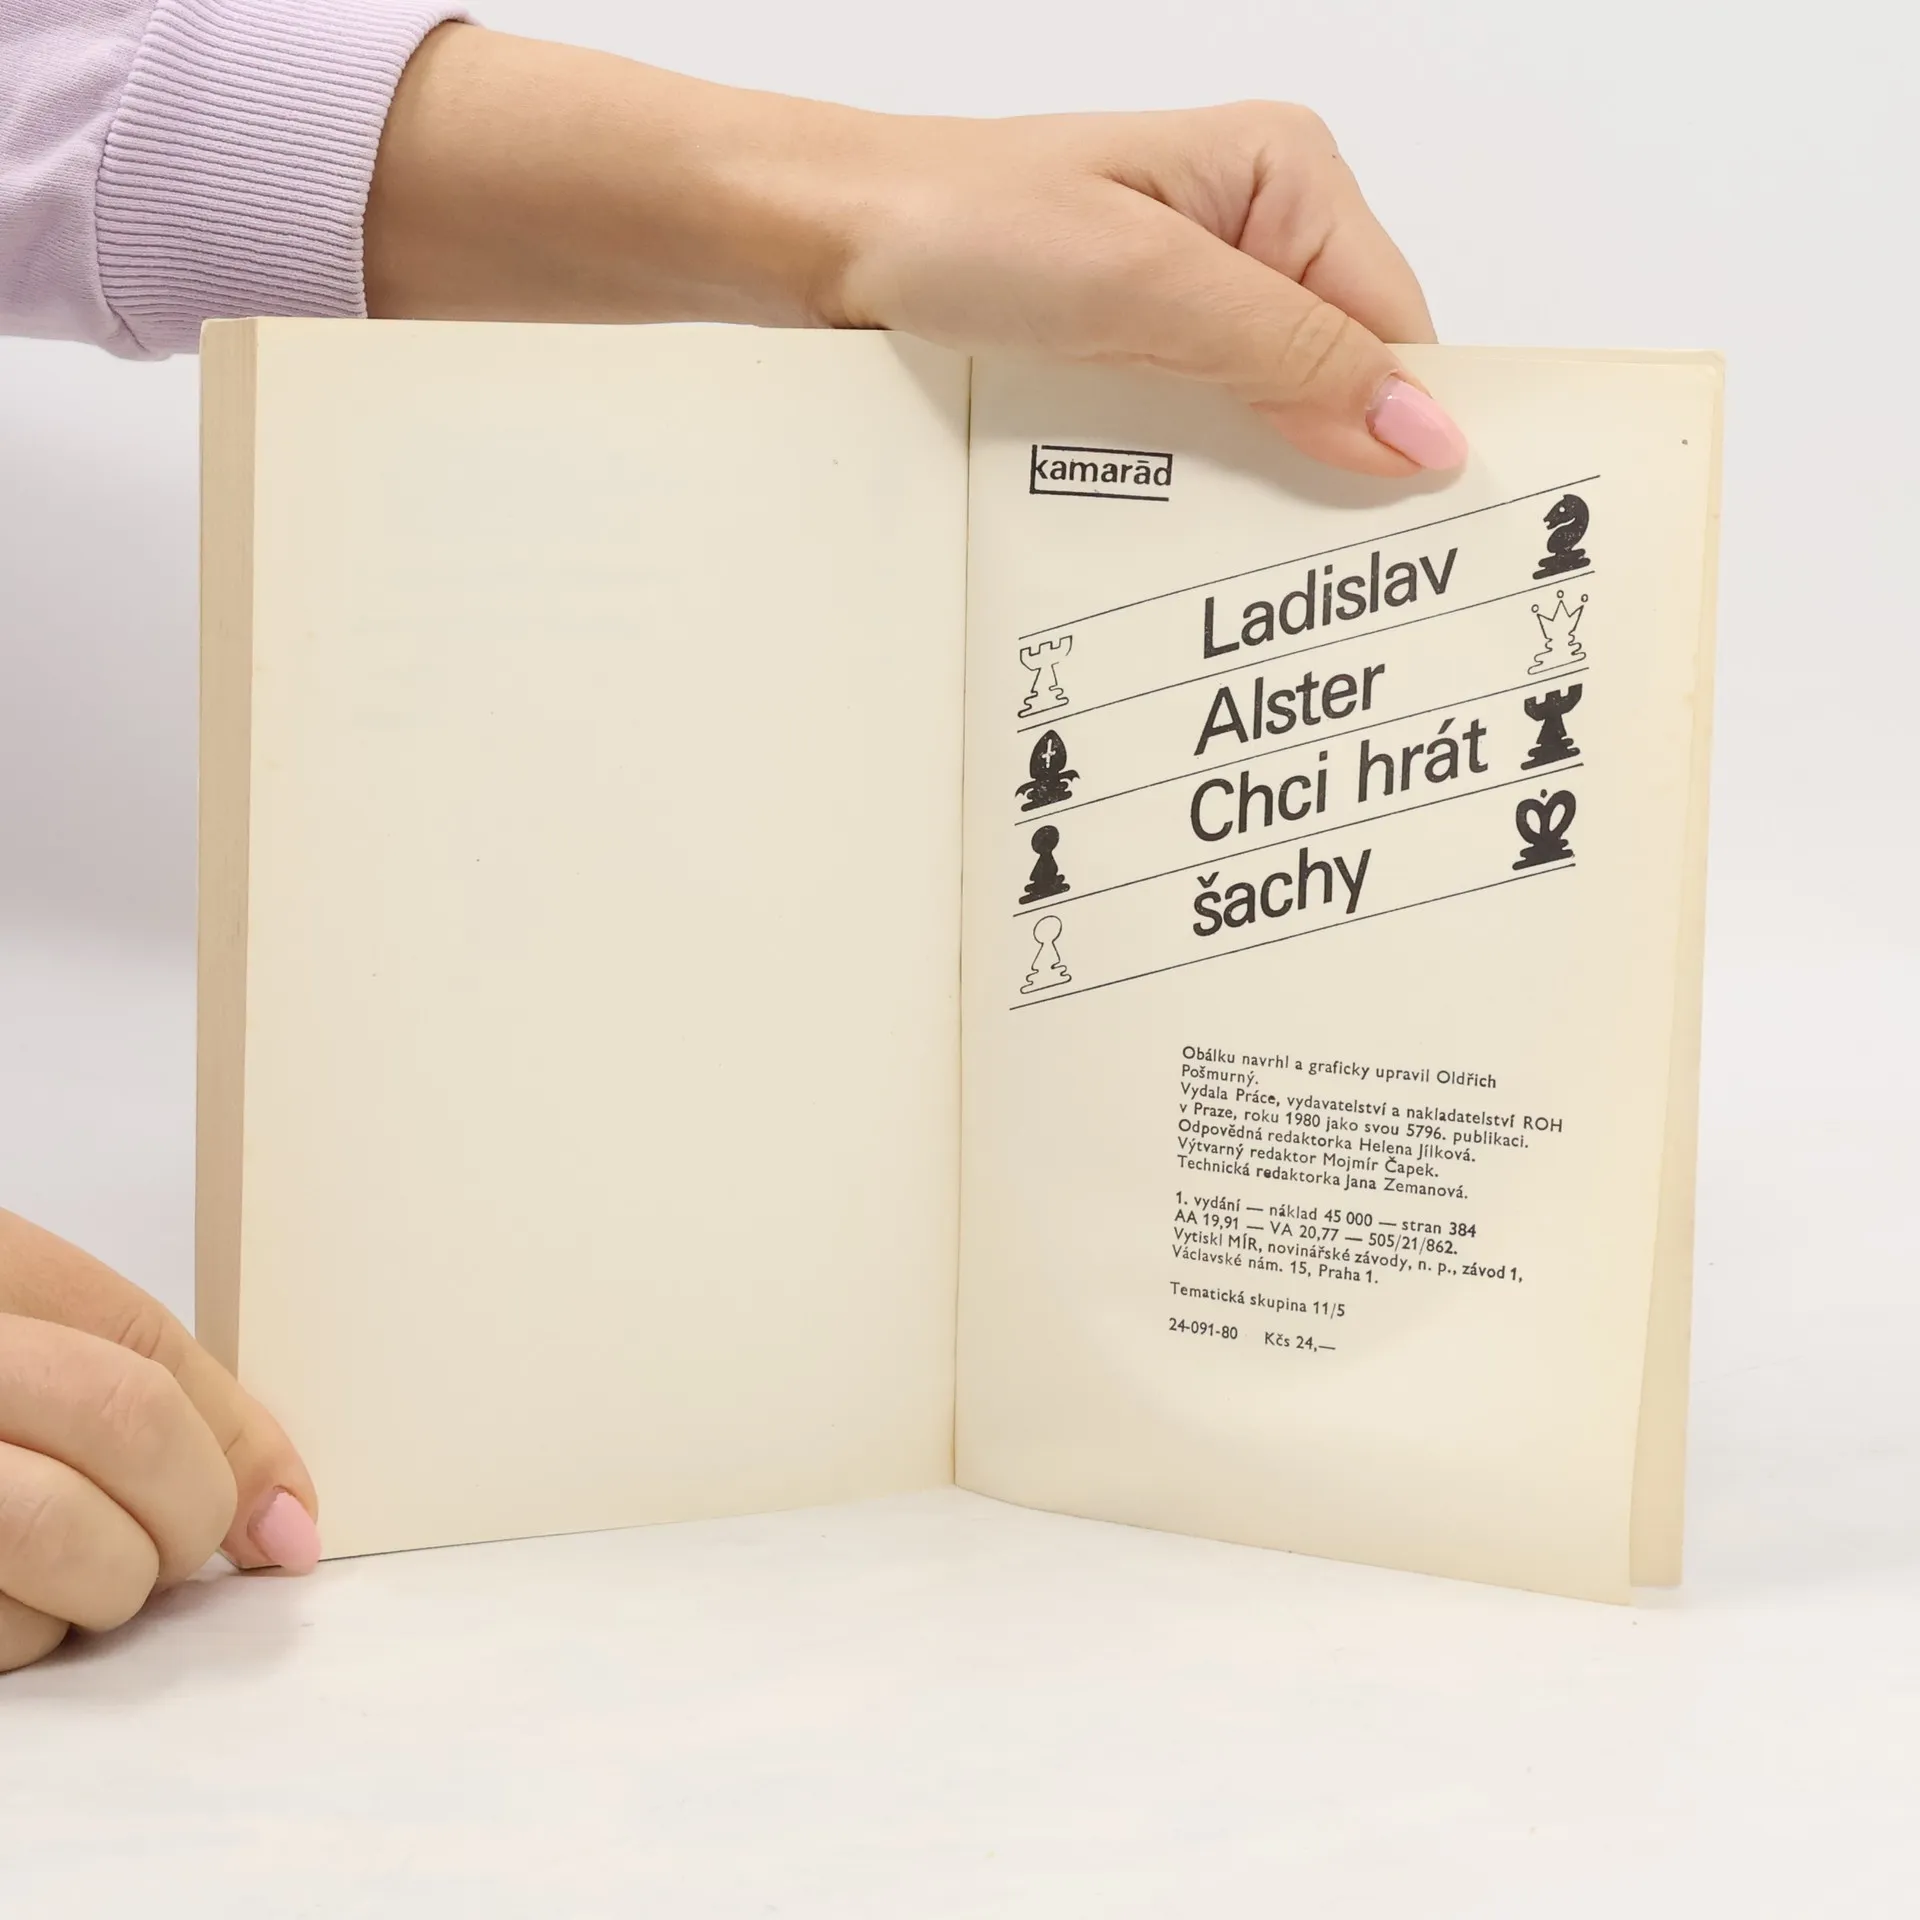 kamarád
Ladislav
Alster
Chci hrát
šachy
Obálku navrhl a graficky upravil Oldřich
Pošmurný.
Vydala Práce, vydavatelství a nakladatelství ROH
v Praze, roku 1980 jako svou 5796. publikaci.
Odpovědná redaktorka Helena Jílková.
Výtvarný redaktor Mojmír Čapek.
Technická redaktorka Jana Zemanová.
1. vydání — náklad 45 000 — stran 384
AA 19,91 — VA 20,77 — 505/21/862.
Vytiskl MÍR, novinářské závody, n. p., závod 1,
Václavské nám. 15, Praha 1.
Tematická skupina 11/5
24-091-80 Kčs 24,—